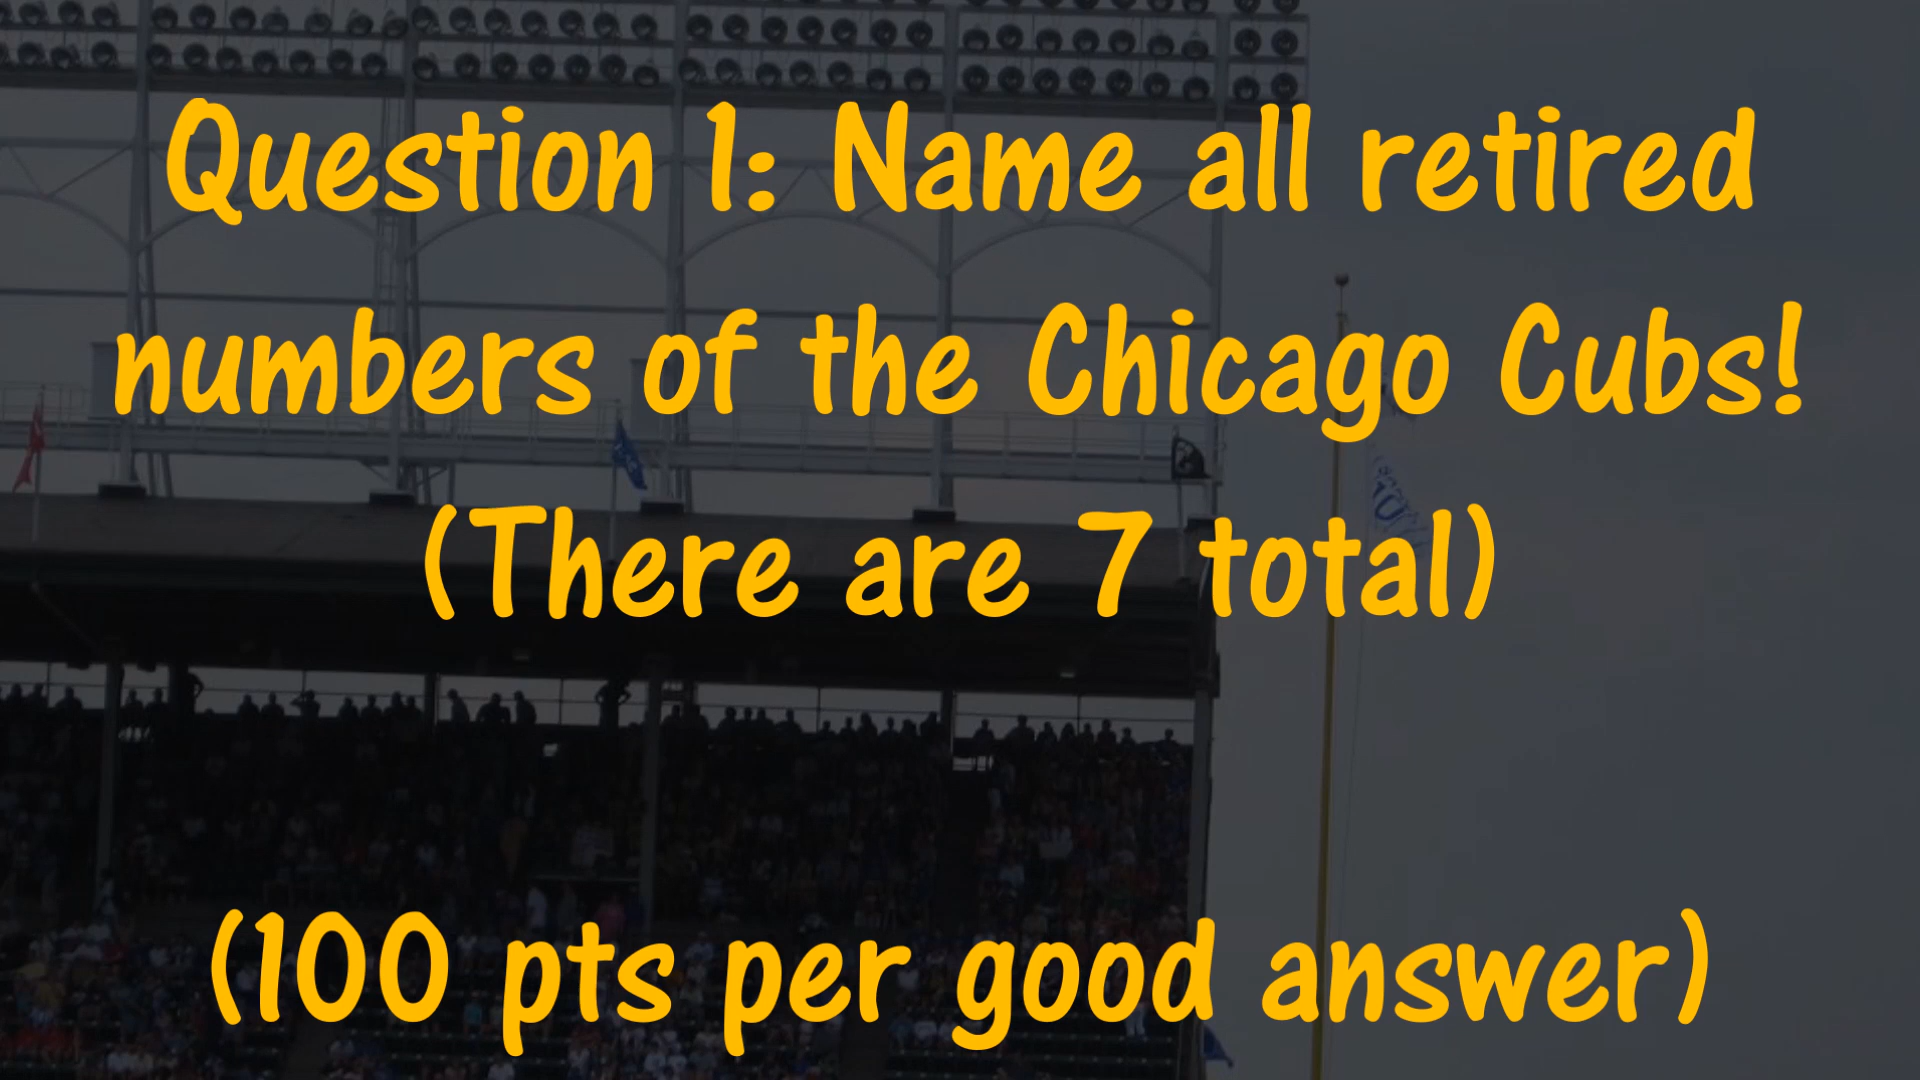 Question 1: Name all retired
numbers of the Chicago Cubs!
(There are 7 total)
(100 pts per good answer)